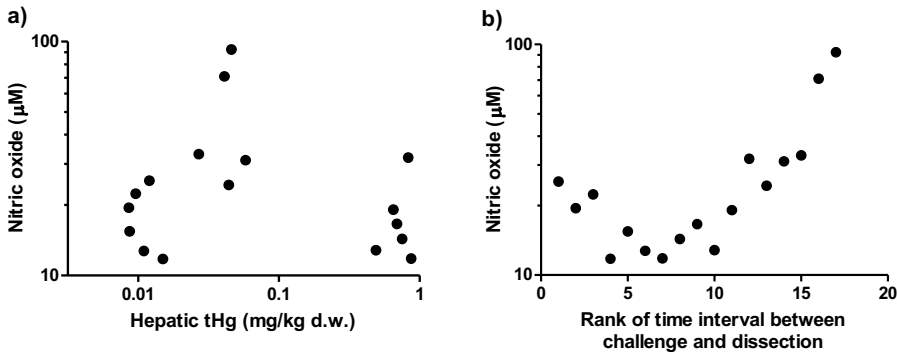 a)
100
10
Nitric oxide (μM)
0.01
0.1
1
Hepatic tHg (mg/kg d.w.)
b)
100
10
Nitric oxide (μM)
0
5
10
15
20
Rank of time interval between
challenge and dissection